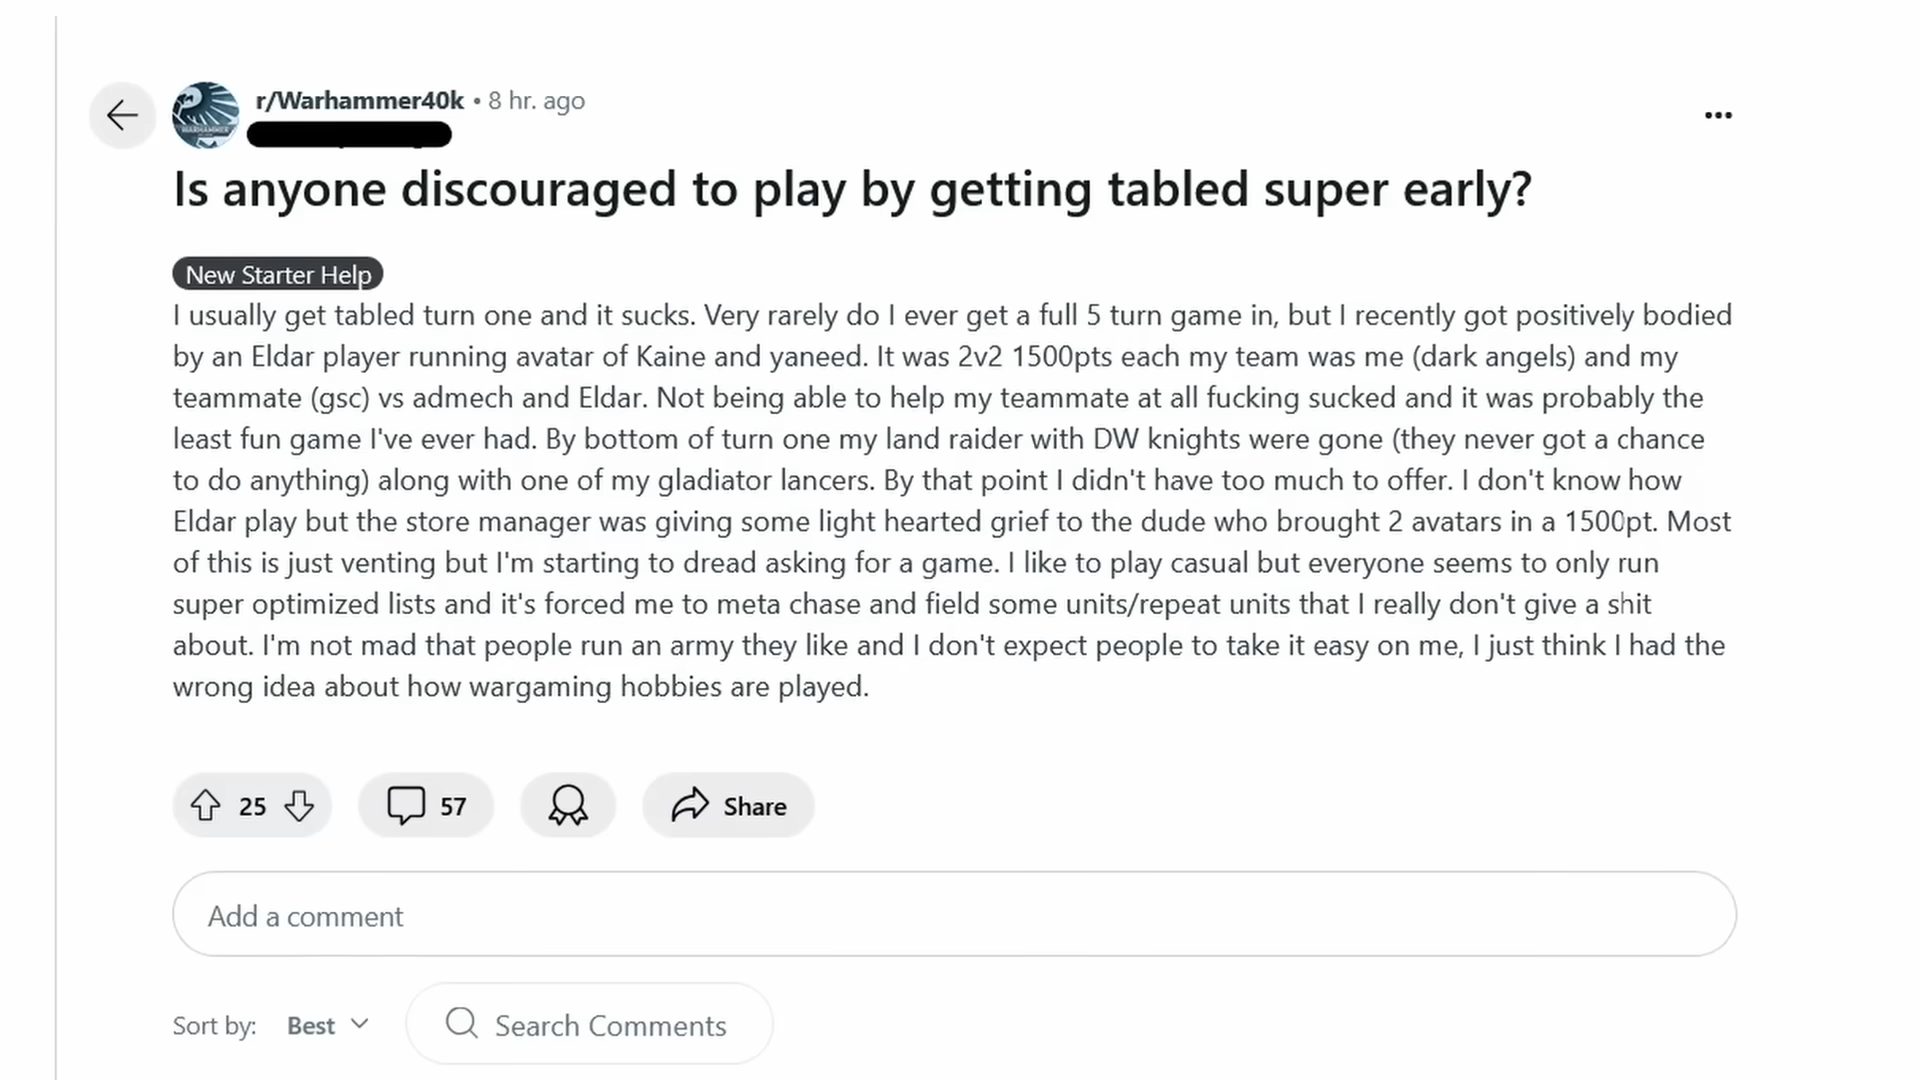 r/Warhammer40k • 8 hr. ago
Is anyone discouraged to play by getting tabled super early?
New Starter Help
I usually get tabled turn one and it sucks. Very rarely do I ever get a full 5 turn game in, but I recently got positively bodied
by an Eldar player running avatar of Kaine and yaneed. It was 2v2 1500pts each my team was me (dark angels) and my
teammate (gsc) vs admech and Eldar. Not being able to help my teammate at all fucking sucked and it was probably the
least fun game I've ever had. By bottom of turn one my land raider with DW knights were gone (they never got a chance
to do anything) along with one of my gladiator lancers. By that point I didn't have too much to offer. I don't know how
Eldar play but the store manager was giving some light hearted grief to the dude who brought 2 avatars in a 1500pt. Most
of this is just venting but I'm starting to dread asking for a game. I like to play casual but everyone seems to only run
super optimized lists and it's forced me to meta chase and field some units/repeat units that I really don't give a shit
about. I'm not mad that people run an army they like and I don't expect people to take it easy on me, I just think I had the
wrong idea about how wargaming hobbies are played.
25
57
Share
Add a comment
Sort by: Best
Search Comments